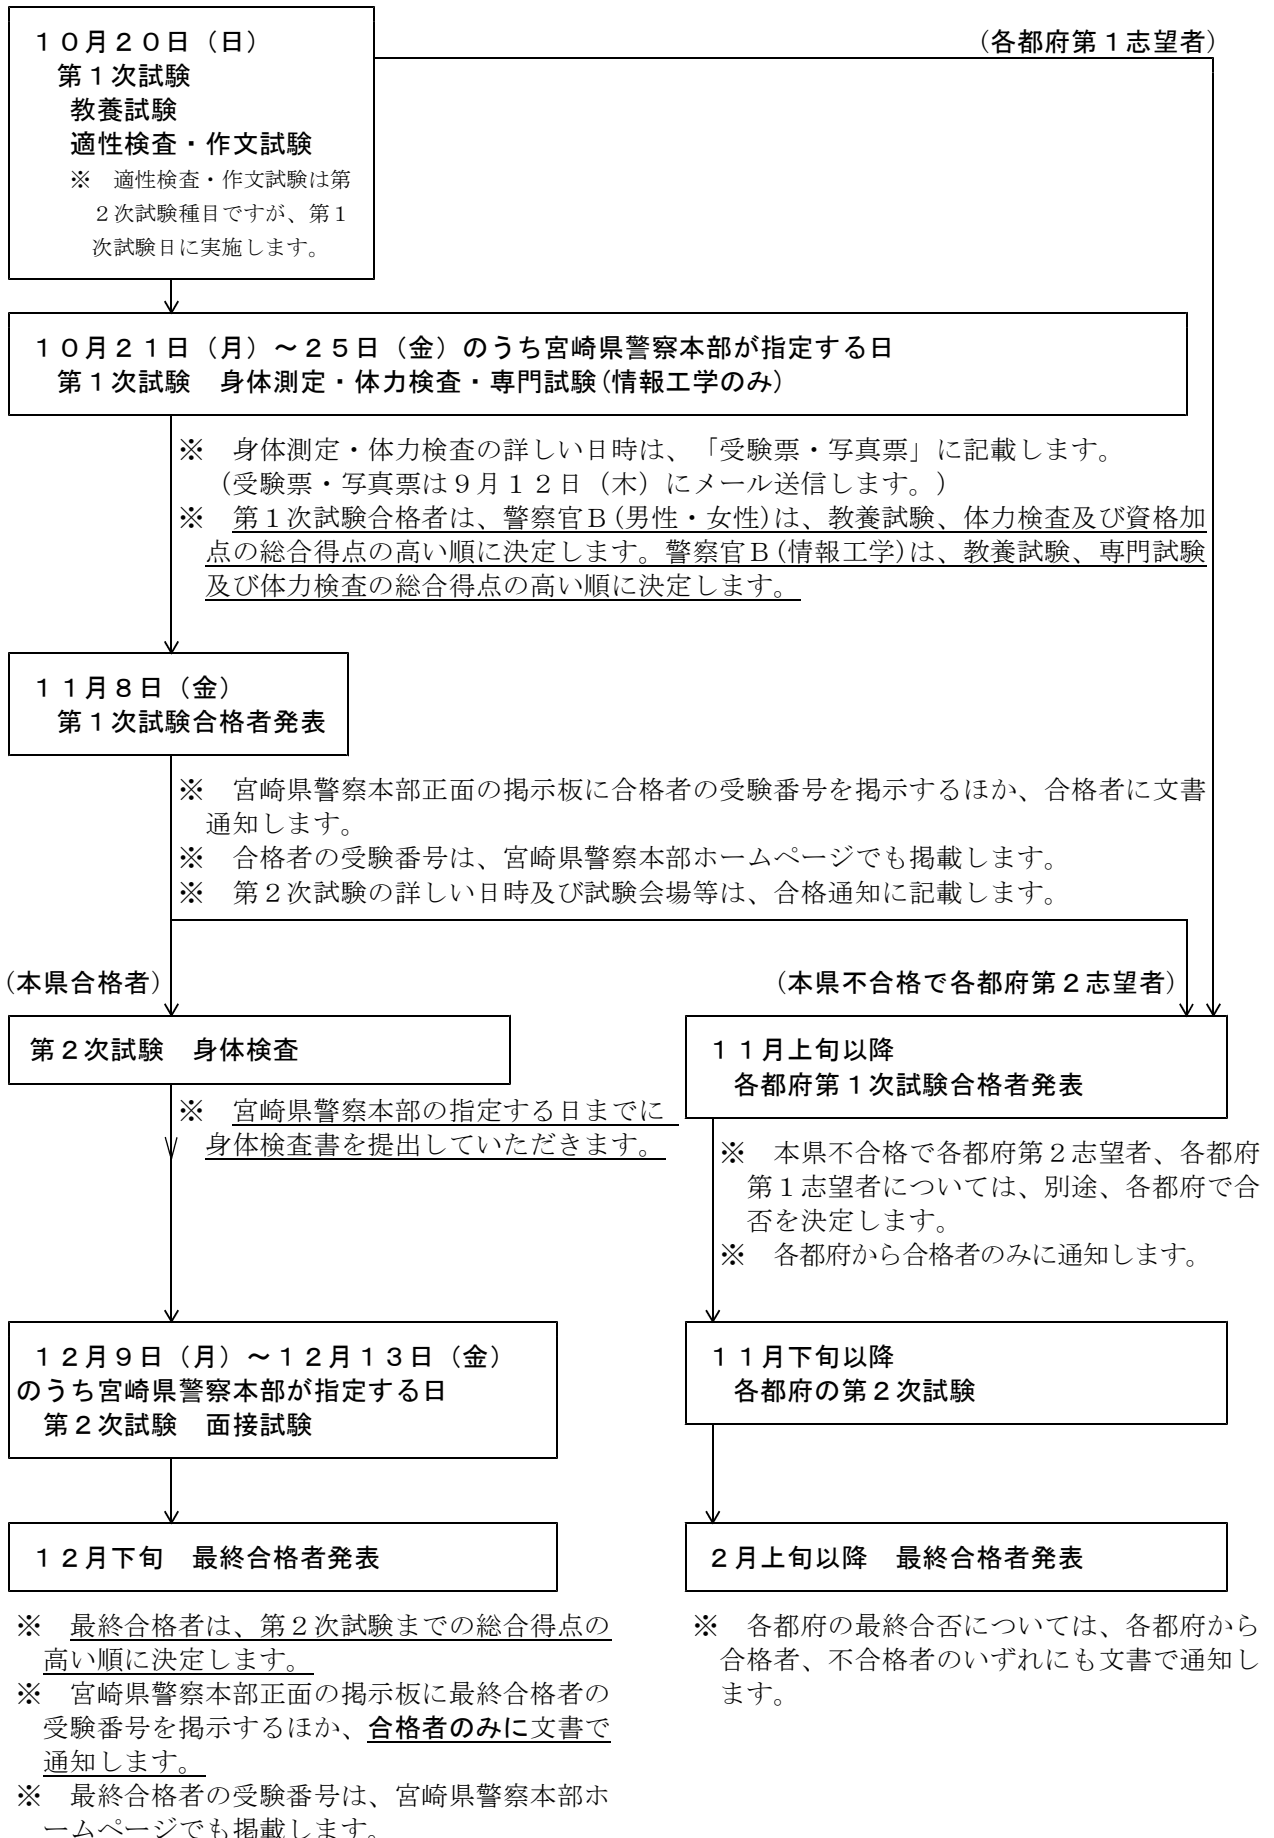 １０月２０日（日）
（各都府第１志望者）
第１次試験
教養試験
適性検査・作文試験
※　適性検査・作文試験は第
２次試験種目ですが、第１
次試験日に実施します。
１０月２１日（月）～２５日（金）のうち宮崎県警察本部が指定する日
第１次試験　身体測定・体力検査・専門試験（情報工学のみ）
※　身体測定・体力検査の詳しい日時は、「受験票・写真票」に記載します。
（受験票・写真票は９月１２日（木）にメール送信します。）
※　第１次試験合格者は、警察官Ｂ(男性・女性)は、教養試験、体力検査及び資格加
点の総合得点の高い順に決定します。警察官Ｂ(情報工学)は、教養試験、専門試験
及び体力検査の総合得点の高い順に決定します。
１１月８日（金）
第１次試験合格者発表
※　宮崎県警察本部正面の掲示板に合格者の受験番号を掲示するほか、合格者に文書
通知します。
※　合格者の受験番号は、宮崎県警察本部ホームページでも掲載します。
※　第２次試験の詳しい日時及び試験会場等は、合格通知に記載します。
（本県合格者）
（本県不合格で各都府第２志望者）
第２次試験　身体検査
※　宮崎県警察本部の指定する日までに
身体検査書を提出していただきます。
１１月上旬以降
各都府第１次試験合格者発表
※　本県不合格で各都府第２志望者、各都府
第１志望者については、別途、各都府で合
否を決定します。
※　各都府から合格者のみに通知します。
１２月９日（月）～１２月１３日（金）
のうち宮崎県警察本部が指定する日
第２次試験　面接試験
１１月下旬以降
各都府の第２次試験
１２月下旬　最終合格者発表
２月上旬以降　最終合格者発表
※　最終合格者は、第２次試験までの総合得点の
高い順に決定します。
※　宮崎県警察本部正面の掲示板に最終合格者の
受験番号を掲示するほか、合格者のみに文書で
通知します。
※　最終合格者の受験番号は、宮崎県警察本部ホ
ームページでも掲載します。
※　各都府の最終合否については、各都府から
合格者、不合格者のいずれにも文書で通知し
ます。